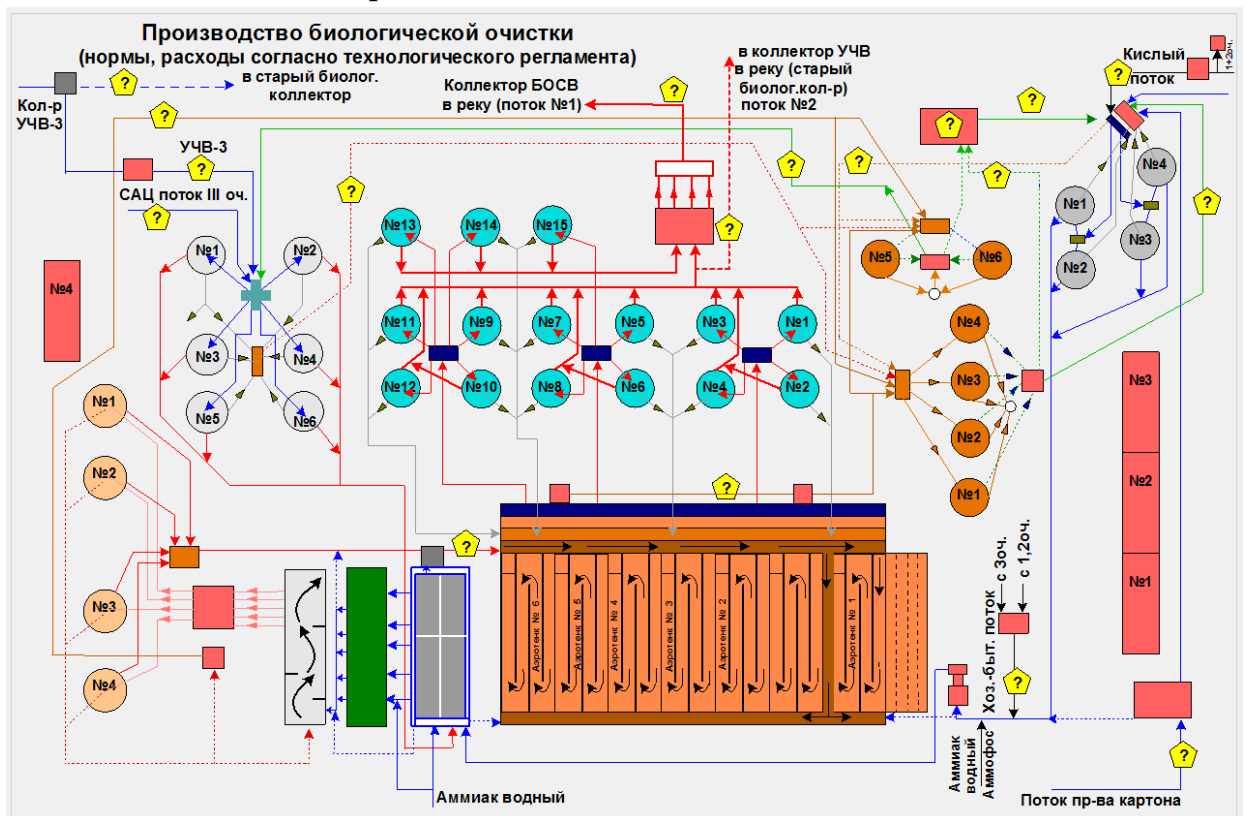 Производство биологической очистки
(нормы, расходы согласно технологического регламента)
Кислый
поток
1+2оч.
?
?
в старый биолог.
коллектор
Кол-р
УЧВ-3
Коллектор БОСВ
в реку (поток №1)
?
в коллектор УЧВ
в реку (старый
биолог.кол-р)
поток №2
?
?
?
УЧВ-3
?
?
?
?
САЦ поток III оч.
?
?
?
?
№1
№2
№3
№4
№5
№6
№4
№13
№14
№15
№11
№9
№7
№5
№3
№1
№12
№10
№8
№6
№4
№2
№5
№6
№4
№3
№2
№1
№1
№4
№2
№3
№3
№2
№1
№1
№2
№3
№4
?
?
Аэротенк № 6
Аэротенк № 5
Аэротенк № 4
Аэротенк № 3
Аэротенк № 2
Аэротенк № 1
Хоз.-быт. поток
с 3оч.
с 1,2оч.
?
Аммиак водный
Аммиак
водный
Аммофос
Поток пр-ва картона
?